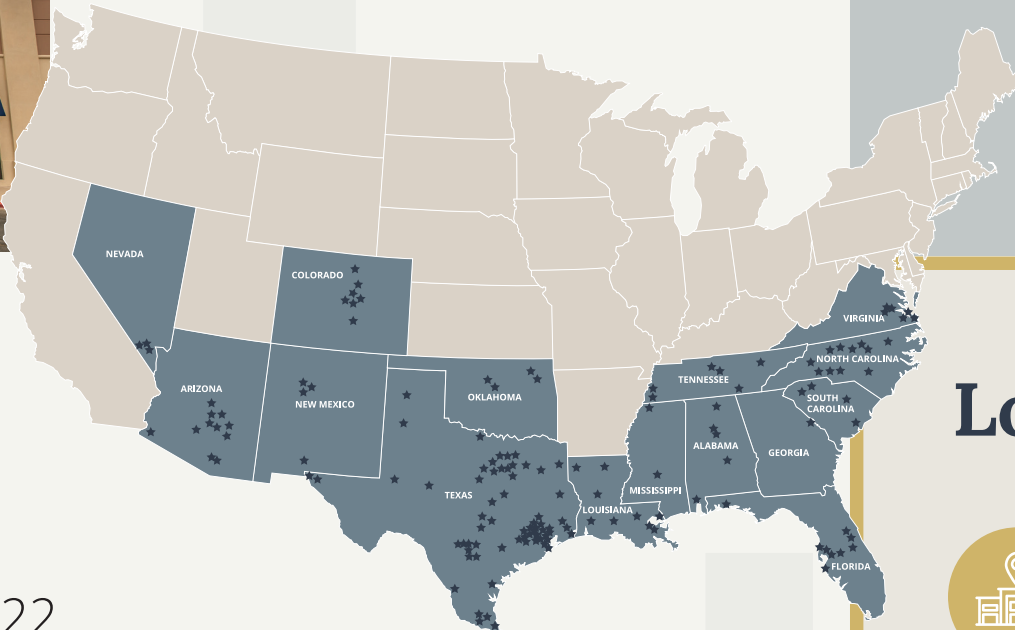 NEVADA
COLORADO
VIRGINIA
NORTH CAROLINA
TENNESSEE
ARIZONA
OKLAHOMA
NEW MEXICO
SOUTH
CAROLINA
ALABAMA
GEORGIA
MISSISSIPPI
TEXAS
LOUISIANA
FLORIDA
Lo
22